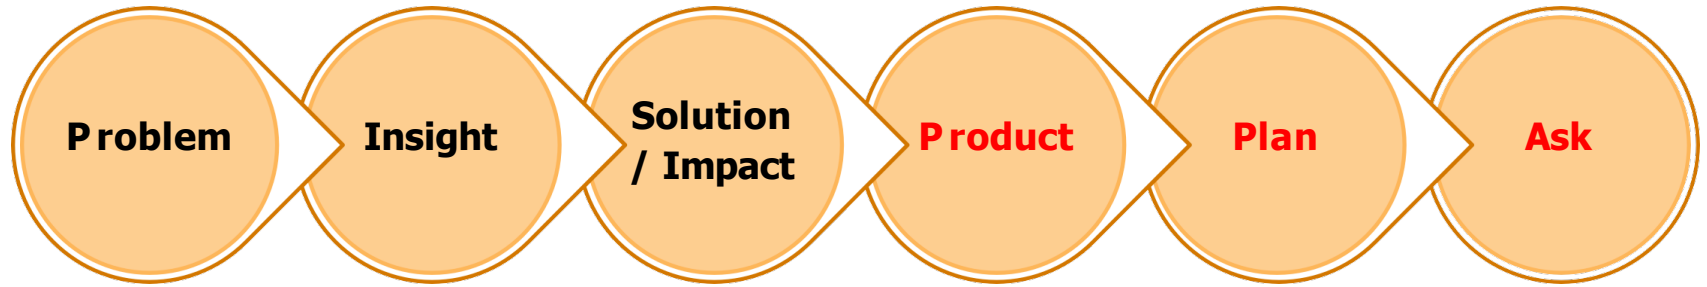 Problem
Insight
Solution
/ Impact
Product
Plan
Ask